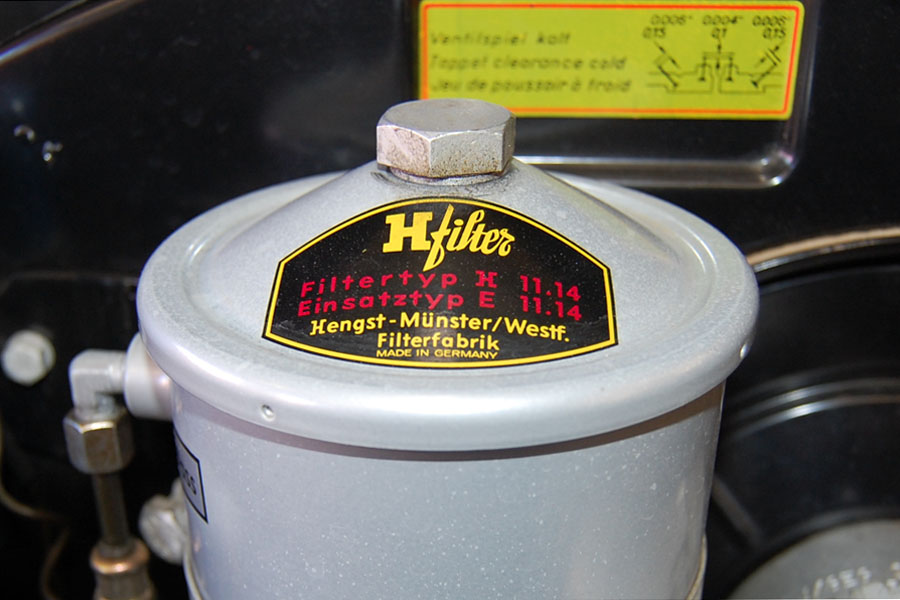 0.006" 0.004" 0.006"
0,15 0,1 0,15
Ventilspiel kalt
Tappet clearance cold
Jeu de poussoir à froid
Hfilter
Filtertyp H 11.14
Einsatztyp E 11.14
Hengst-Münster/Westf.
Filterfabrik
MADE IN GERMANY